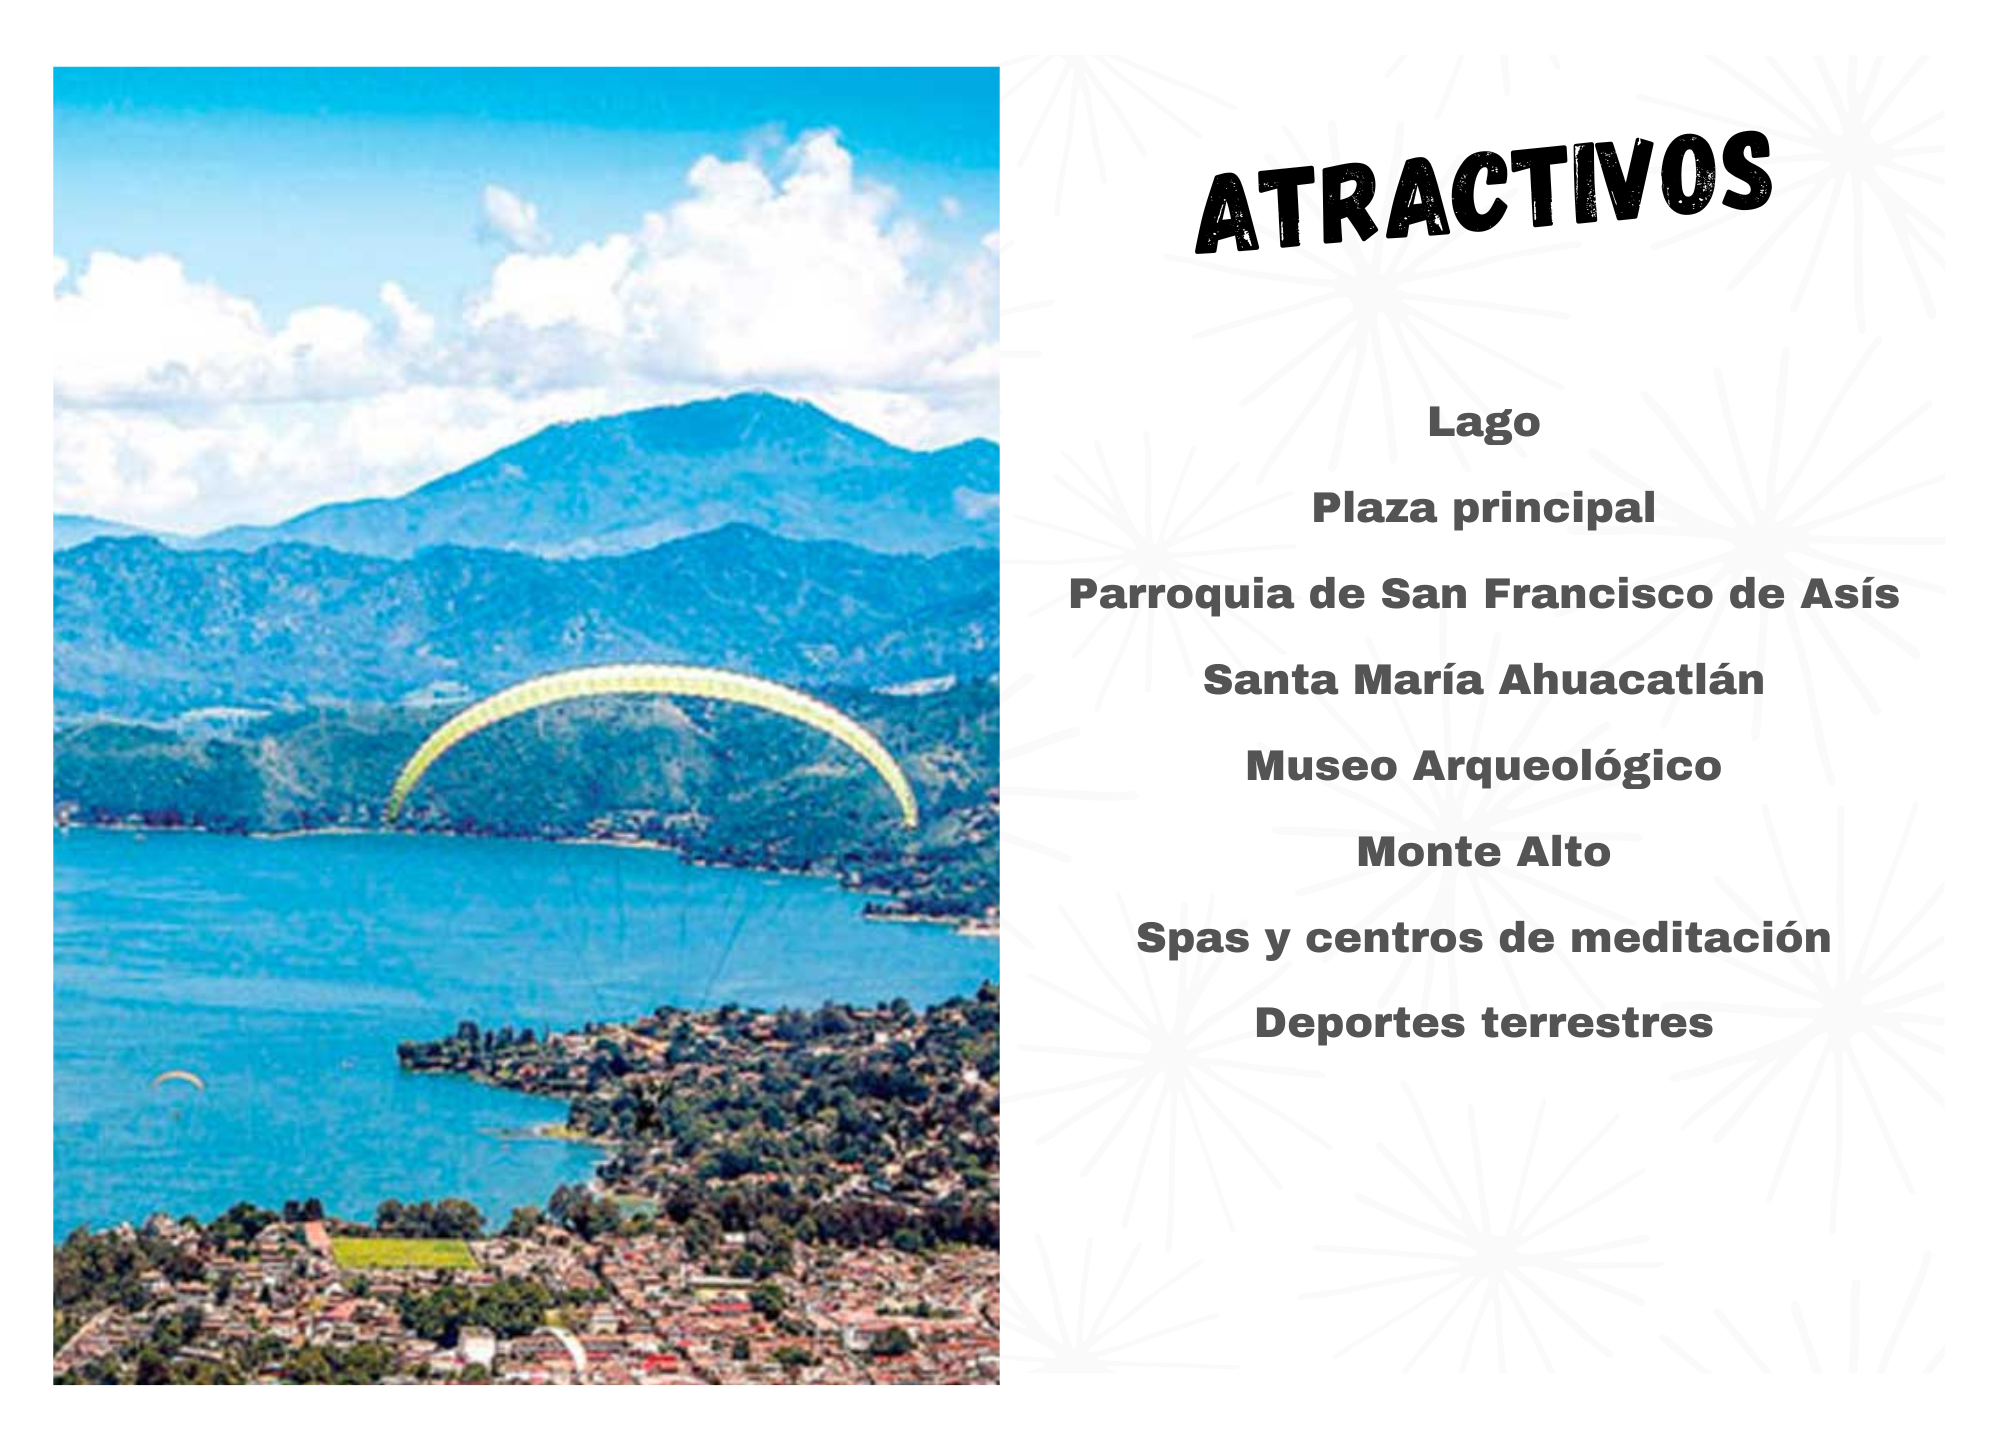 ATRACTIVOS
Lago
Plaza principal
Parroquia de San Francisco de Asís
Santa María Ahuacatlán
Museo Arqueológico
Monte Alto
Spas y centros de meditación
Deportes terrestres